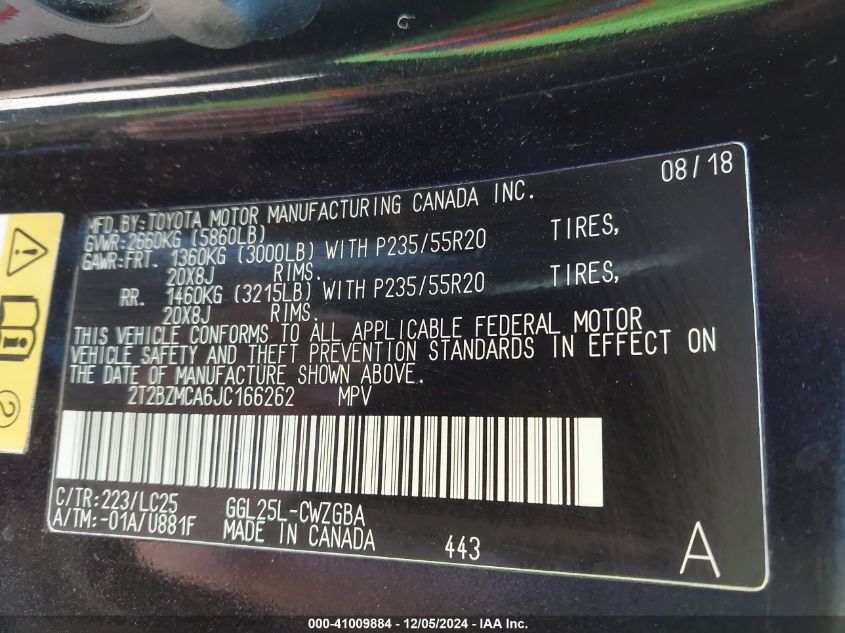 G
08/18
MFD.BY:TOYOTA MOTOR MANUFACTURING CANADA INC.
GVWR:2660KG (5860LB)
GAWR:FRT. 1360KG (3000LB) WITH P235/55R20 TIRES,
20X8J RIMS.
RR. 1460KG (3215LB) WITH P235/55R20 TIRES,
20X8J RIMS.
THIS VEHICLE CONFORMS TO ALL APPLICABLE FEDERAL MOTOR
VEHICLE SAFETY AND THEFT PREVENTION STANDARDS IN EFFECT ON
THE DATE OF MANUFACTURE SHOWN ABOVE.
2T2BZMCA6JC166262 MPV
C/TR:223/LC25 GGL25L-CWZGBA
A/TM:-01A/U881F MADE IN CANADA 443 A
2
000-41009884 - 12/05/2024 - IAA Inc.